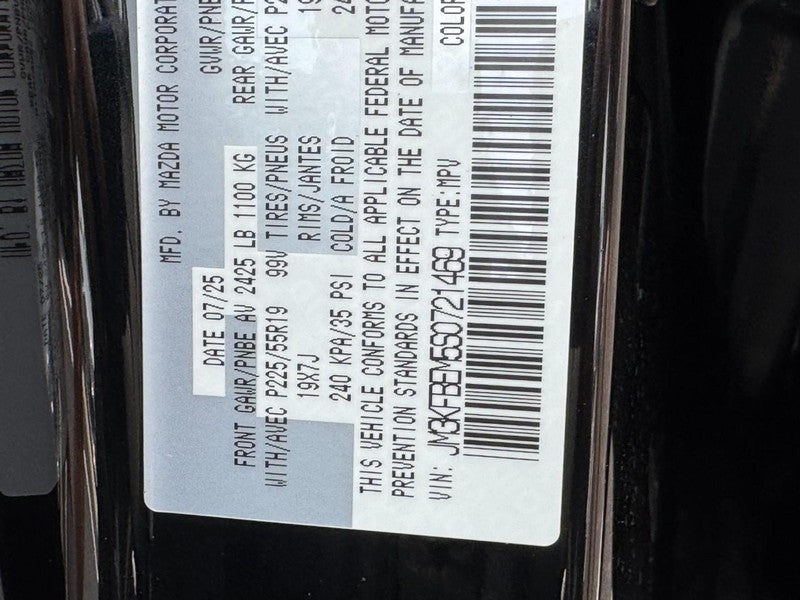 MFD. BY MAZDA MOTOR CORPORAT
DATE 07/25 GVWR/PNB
FRONT GAWR/PNBE AV 2425 LB 1100 KG REAR GAWR/P
WITH/AVEC P225/55R19 99V TIRES/PNEUS WITH/AVEC P2
19X7J RIMS/JANTES 19
240 KPA/35 PSI COLD/A FROID 24
THIS VEHICLE CONFORMS TO ALL APPLICABLE FEDERAL MOTO
PREVENTION STANDARDS IN EFFECT ON THE DATE OF MANUFA
VIN: JM3KFBEM5S0721469 TYPE:MPV COLOR